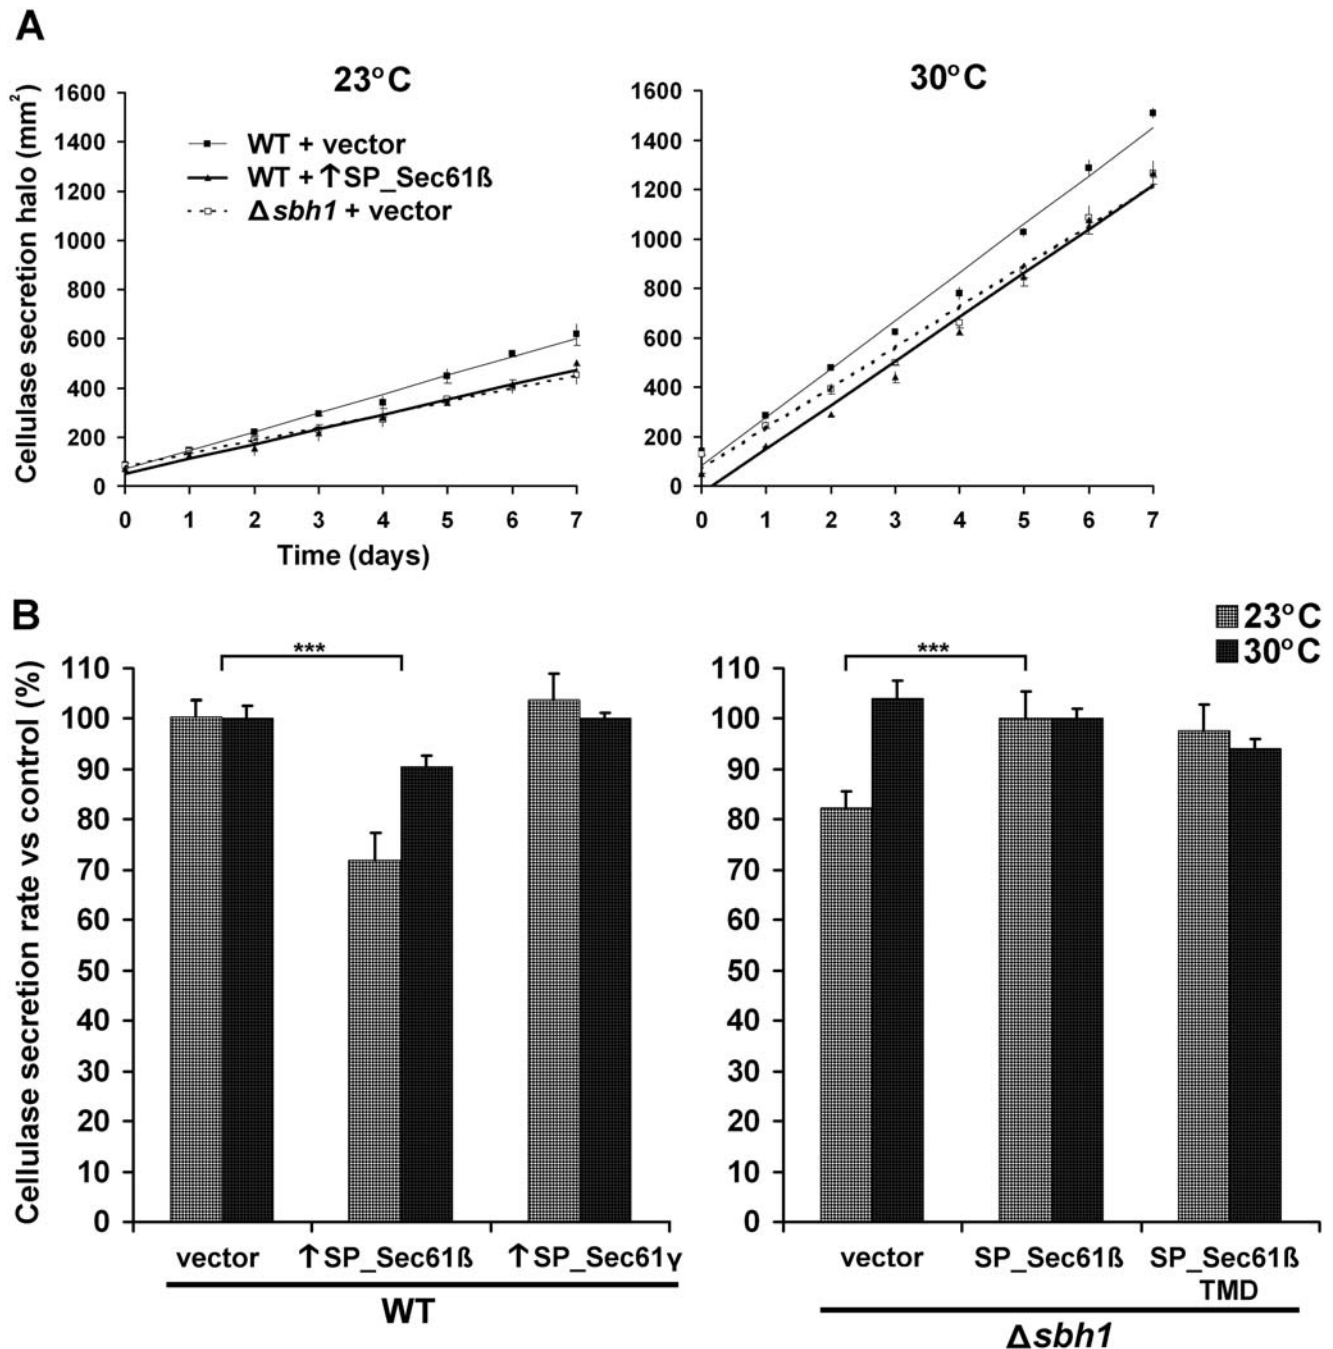 A
23°C
30°C
Cellulase secretion halo (mm²)
1600
1400
1200
1000
800
600
400
200
0
WT + vector
WT + ↑SP_Sec61ß
Δsbh1 + vector
0 1 2 3 4 5 6 7
Time (days)
1600
1400
1200
1000
800
600
400
200
0
0 1 2 3 4 5 6 7
B
23°C
30°C
Cellulase secretion rate vs control (%)
110
100
90
80
70
60
50
40
30
20
10
0
***
vector ↑SP_Sec61ß ↑SP_Sec61γ
WT
110
100
90
80
70
60
50
40
30
20
10
0
***
vector SP_Sec61ß SP_Sec61ß
TMD
Δsbh1